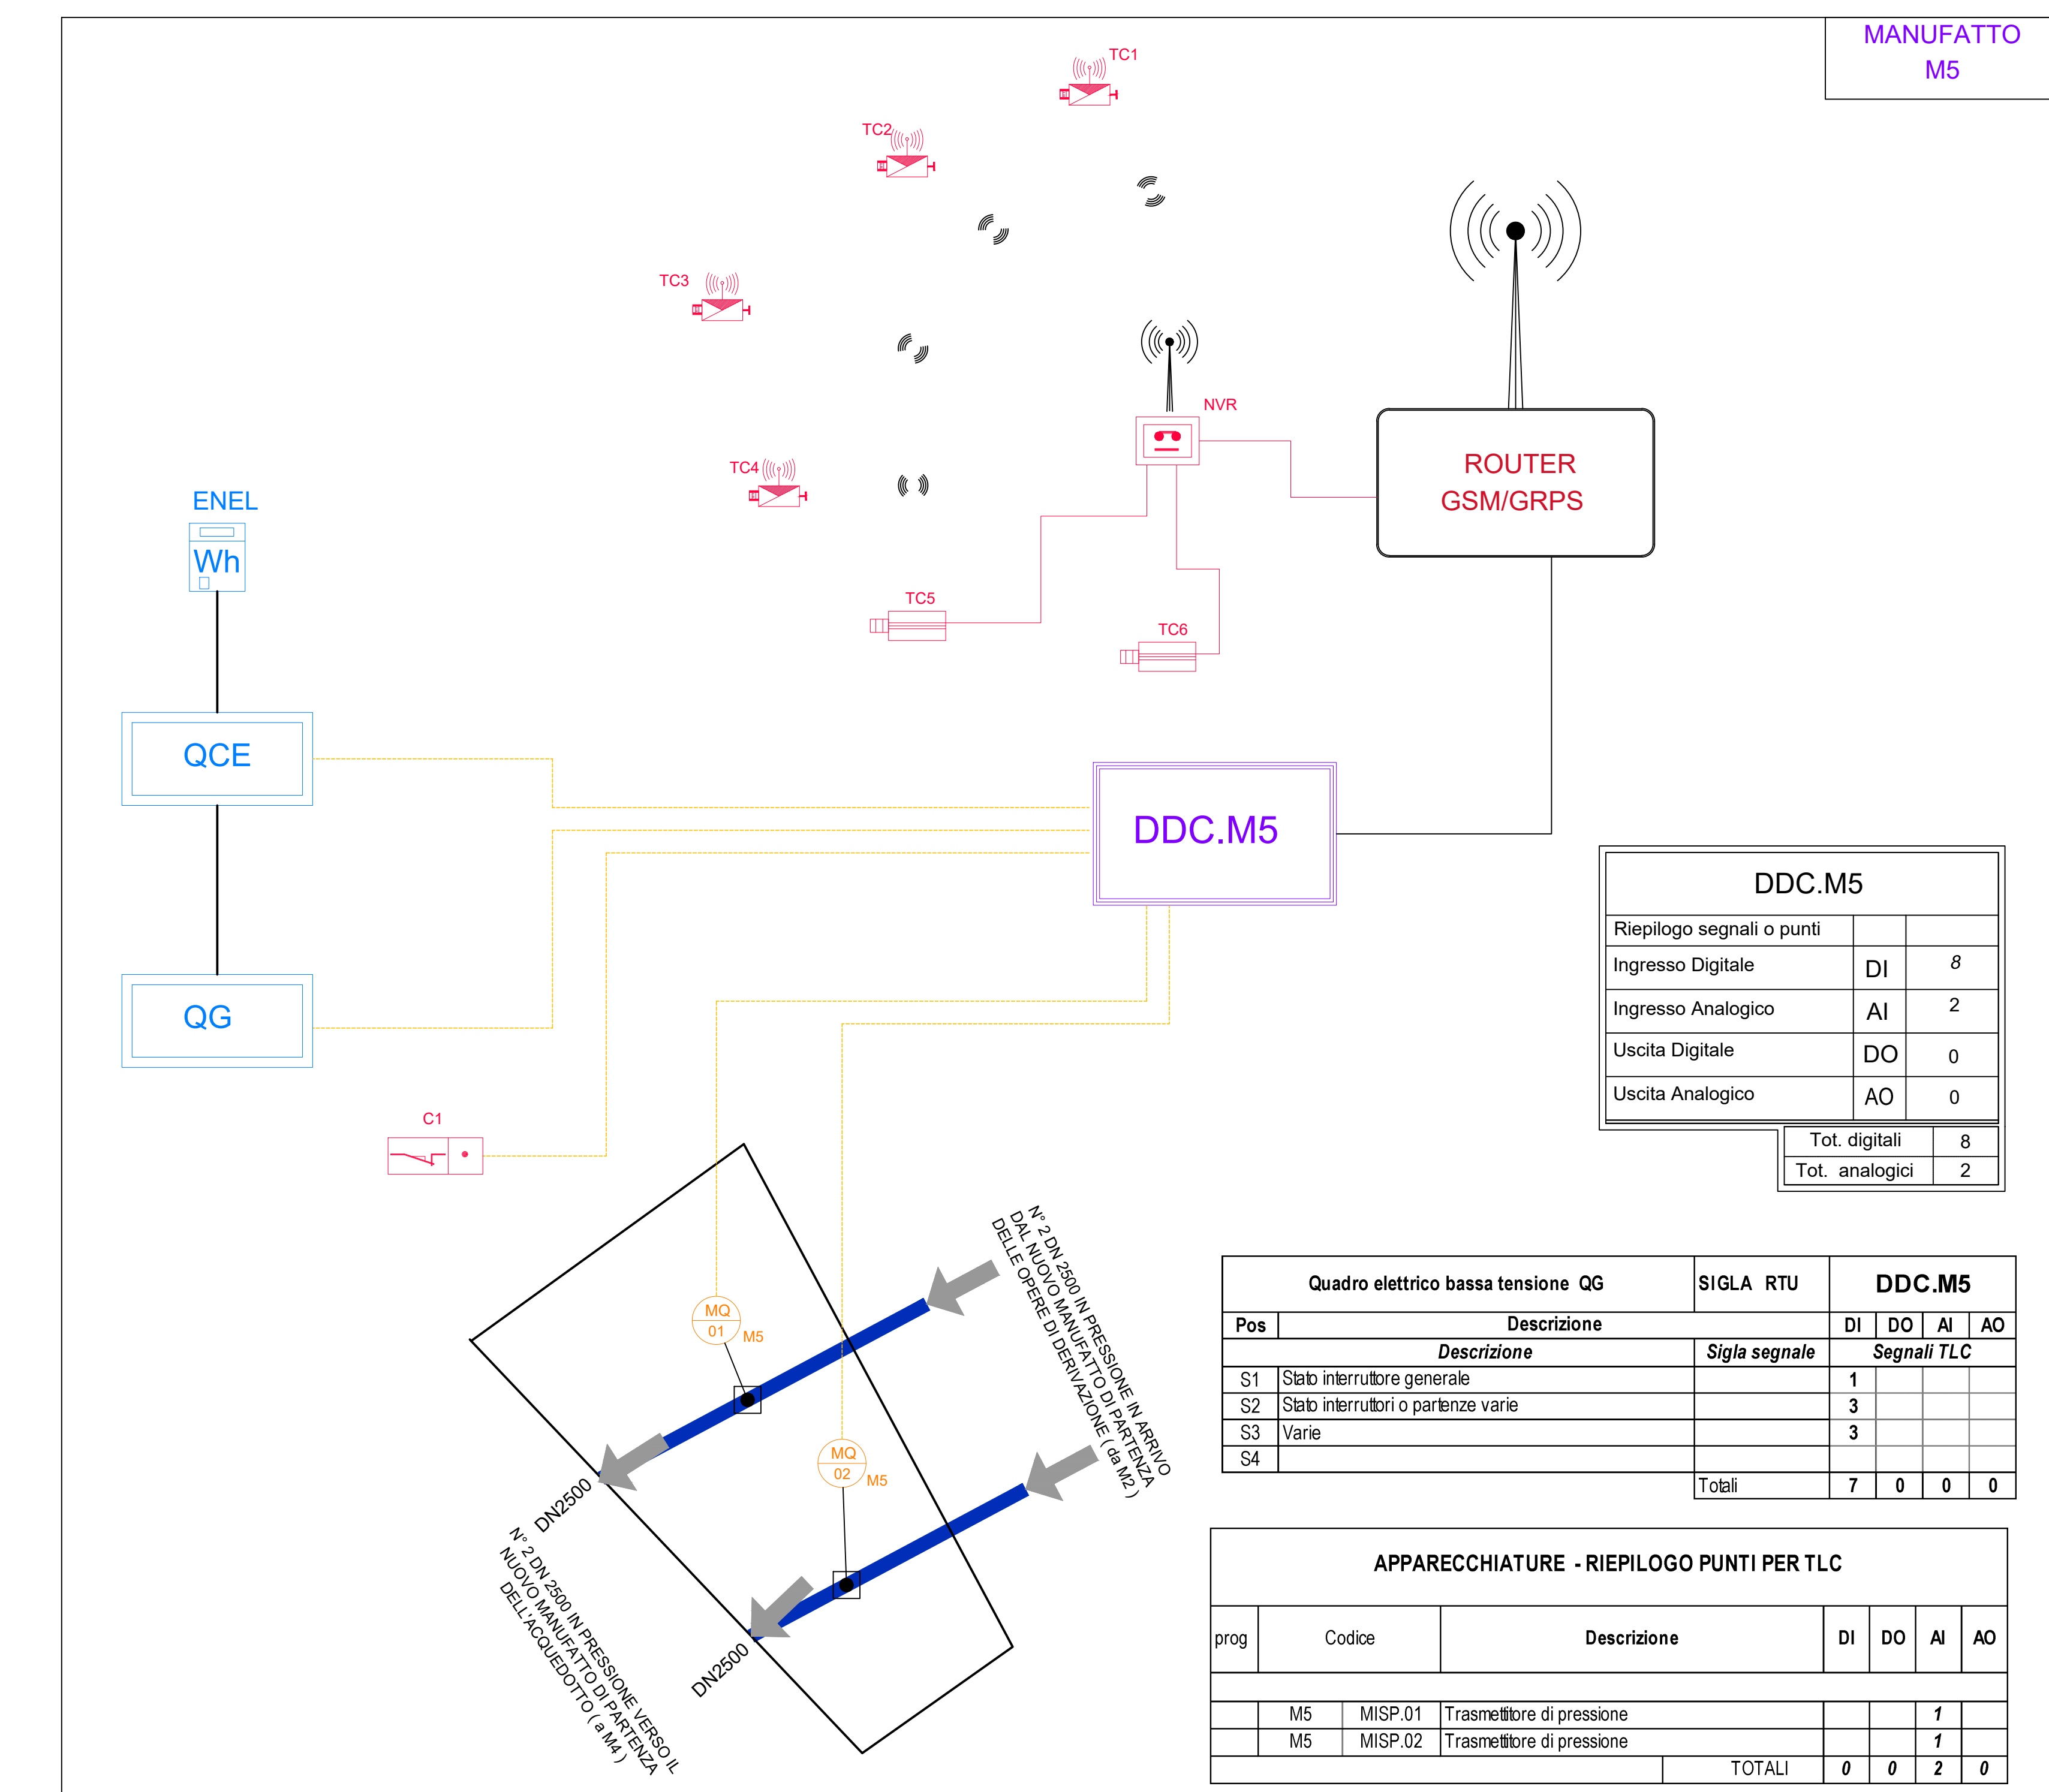 MANUFATTO
M5
TC1
TC2
TC3
TC4
NVR
ROUTER
GSM/GRPS
ENEL
Wh
TC5
TC6
QCE
DDC.M5
QG
C1
DDC.M5
Riepilogo segnali o punti
Ingresso Digitale DI 8
Ingresso Analogico AI 2
Uscita Digitale DO 0
Uscita Analogico AO 0
Tot. digitali 8
Tot. analogici 2
N° 2 DN 2500 IN PRESSIONE IN ARRIVO
DAL NUOVO MANUFATTO DI PARTENZA
DELLE OPERE DI DERIVAZIONE ( da M2 )
MQ
01
M5
MQ
02
M5
DN2500
DN2500
N° 2 DN 2500 IN PRESSIONE VERSO IL
NUOVO MANUFATTO DI PARTENZA
DELL'ACQUEDOTTO ( a M4 )
Quadro elettrico bassa tensione QG SIGLA RTU DDC.M5
Pos Descrizione DI DO AI AO
Descrizione Sigla segnale Segnali TLC
S1 Stato interruttore generale 1
S2 Stato interruttori o partenze varie 3
S3 Varie 3
S4
Totali 7 0 0 0
APPARECCHIATURE - RIEPILOGO PUNTI PER TLC
prog Codice Descrizione DI DO AI AO
M5 MISP.01 Trasmettitore di pressione 1
M5 MISP.02 Trasmettitore di pressione 1
TOTALI 0 0 2 0